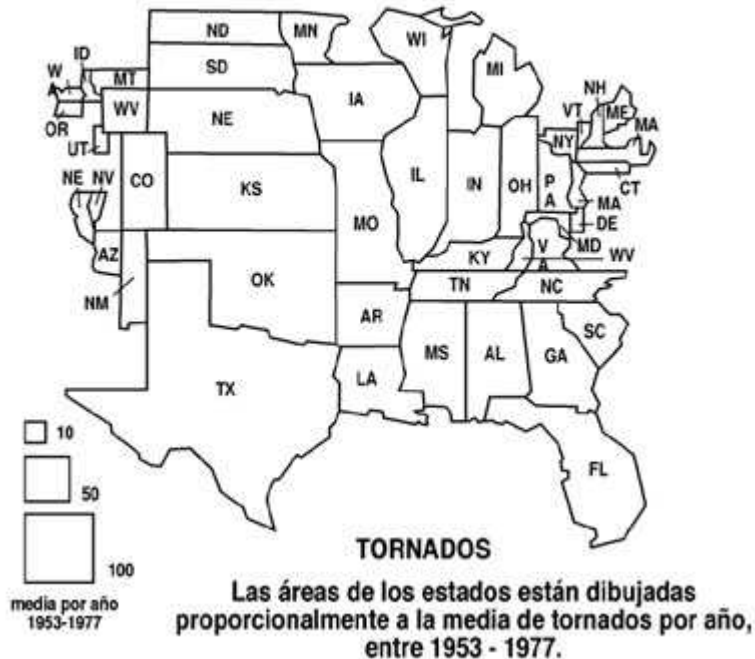 ND
MN
WI
ID
SD
MI
W
A
MT
NH
ME
VT
IA
MA
WV
OR
NE
NY
UT
IL
IN
OH
P
A
CT
NE
NV
CO
KS
MO
MA
DE
MD
AZ
KY
V
A
WV
NM
OK
TN
NC
AR
SC
MS
AL
GA
TX
LA
10
FL
50
100
TORNADOS
media por año
1953-1977
Las áreas de los estados están dibujadas
proporcionalmente a la media de tornados por año,
entre 1953 - 1977.